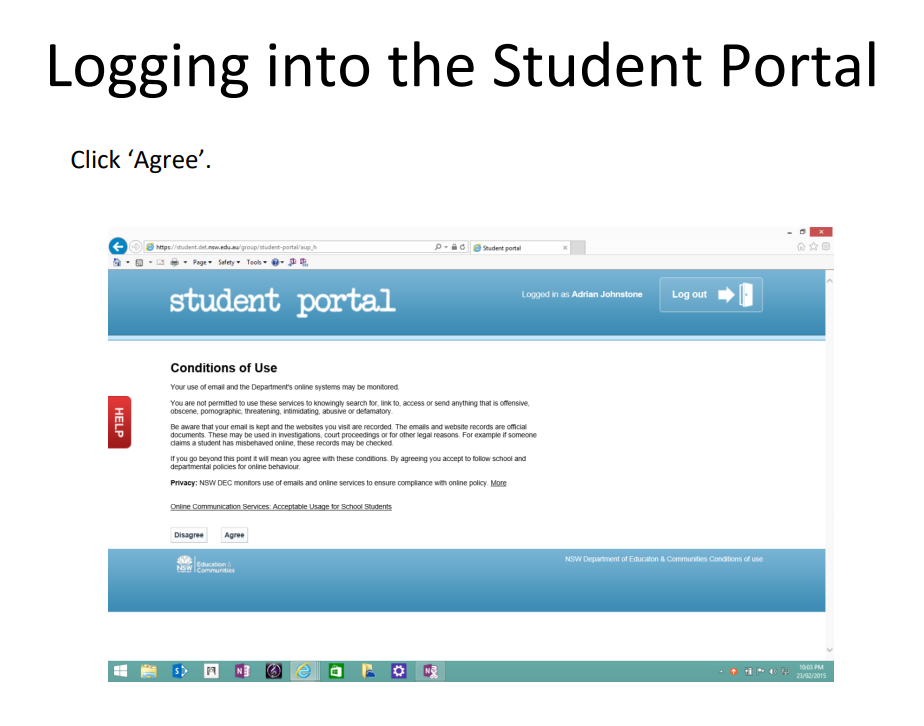 Logging into the Student Portal
Click ‘Agree’.
https://student.det.nsw.edu.au/group/student-portal/aup_h
Student portal
Page
Safety
Tools
student portal
Logged in as Adrian Johnstone
Log out
HELP
Conditions of Use
Your use of email and the Department's online systems may be monitored.
You are not permitted to use these services to knowingly search for, link to, access or send anything that is offensive,
obscene, pornographic, threatening, intimidating, abusive or defamatory.
Be aware that your email is kept and the websites you visit are recorded. The emails and website records are official
documents. These may be used in investigations, court proceedings or for other legal reasons. For example if someone
claims a student has misbehaved online, these records may be checked.
If you go beyond this point it will mean you agree with these conditions. By agreeing you accept to follow school and
departmental policies for online behaviour.
Privacy: NSW DEC monitors use of emails and online services to ensure compliance with online policy. More
Online Communication Services: Acceptable Usage for School Students
Disagree
Agree
NSW
Education &
Communities
NSW Department of Educaton & Communities Conditions of use
10:03 PM
23/02/2015